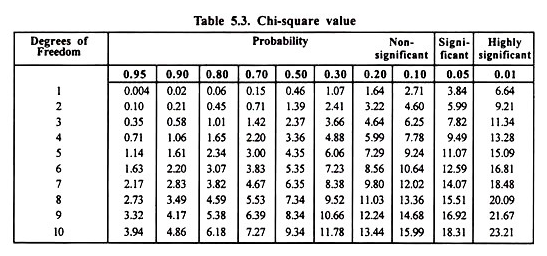 Table 5.3. Chi-square value
Degrees of Freedom Probability Non-significant Signi-ficant Highly significant
0.95 0.90 0.80 0.70 0.50 0.30 0.20 0.10 0.05 0.01
1 0.004 0.02 0.06 0.15 0.46 1.07 1.64 2.71 3.84 6.64
2 0.10 0.21 0.45 0.71 1.39 2.41 3.22 4.60 5.99 9.21
3 0.35 0.58 1.01 1.42 2.37 3.66 4.64 6.25 7.82 11.34
4 0.71 1.06 1.65 2.20 3.36 4.88 5.99 7.78 9.49 13.28
5 1.14 1.61 2.34 3.00 4.35 6.06 7.29 9.24 11.07 15.09
6 1.63 2.20 3.07 3.83 5.35 7.23 8.56 10.64 12.59 16.81
7 2.17 2.83 3.82 4.67 6.35 8.38 9.80 12.02 14.07 18.48
8 2.73 3.49 4.59 5.53 7.34 9.52 11.03 13.36 15.51 20.09
9 3.32 4.17 5.38 6.39 8.34 10.66 12.24 14.68 16.92 21.67
10 3.94 4.86 6.18 7.27 9.34 11.78 13.44 15.99 18.31 23.21